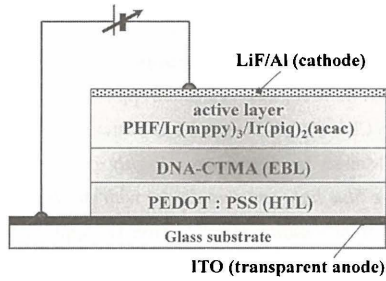 LiF/Al (cathode)
active layer
PHF/Ir(mppy)₃/Ir(piq)₂(acac)
DNA-CTMA (EBL)
PEDOT : PSS (HTL)
Glass substrate
ITO (transparent anode)